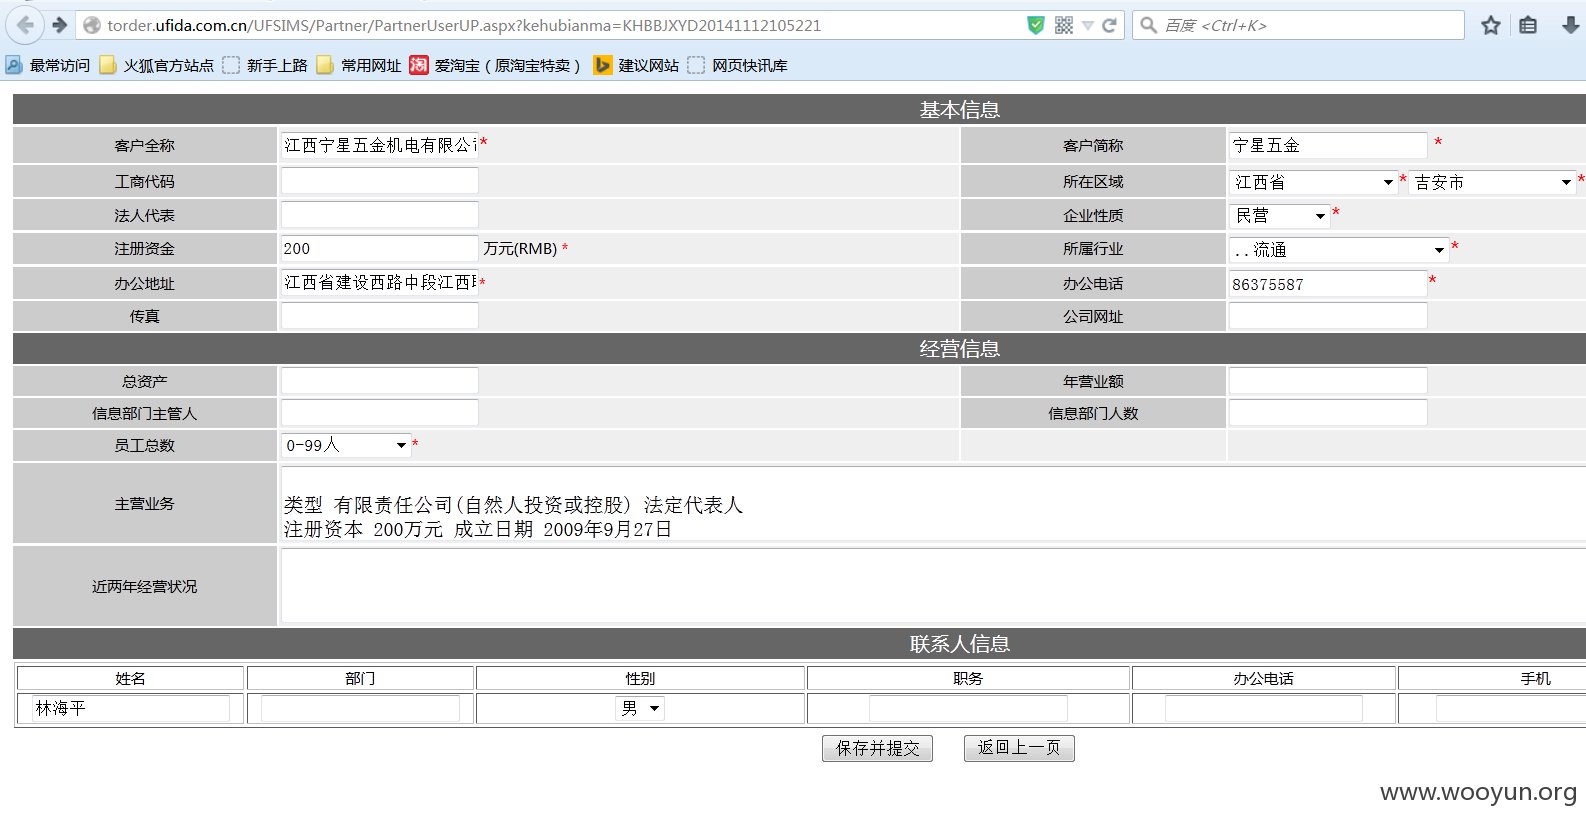 torder.ufida.com.cn/UFSIMS/Partner/PartnerUserUP.aspx?kehubianma=KHBBJXYD20141112105221 百度 <Ctrl+K>
最常访问 火狐官方站点 新手上路 常用网址 淘 爱淘宝（原淘宝特卖） 建议网站 网页快讯库
基本信息
客户全称 江西宁星五金机电有限公 * 客户简称 宁星五金 *
工商代码 所在区域 江西省 * 吉安市 *
法人代表 企业性质 民营 *
注册资金 200 万元(RMB) * 所属行业 ..流通 *
办公地址 江西省建设西路中段江西 * 办公电话 86375587 *
传真 公司网址
经营信息
总资产 年营业额
信息部门主管人 信息部门人数
员工总数 0-99人 *
主营业务
类型 有限责任公司(自然人投资或控股) 法定代表人
注册资本 200万元 成立日期 2009年9月27日
近两年经营状况
联系人信息
姓名 部门 性别 职务 办公电话 手机
林海平 男
保存并提交 返回上一页
www.wooyun.org